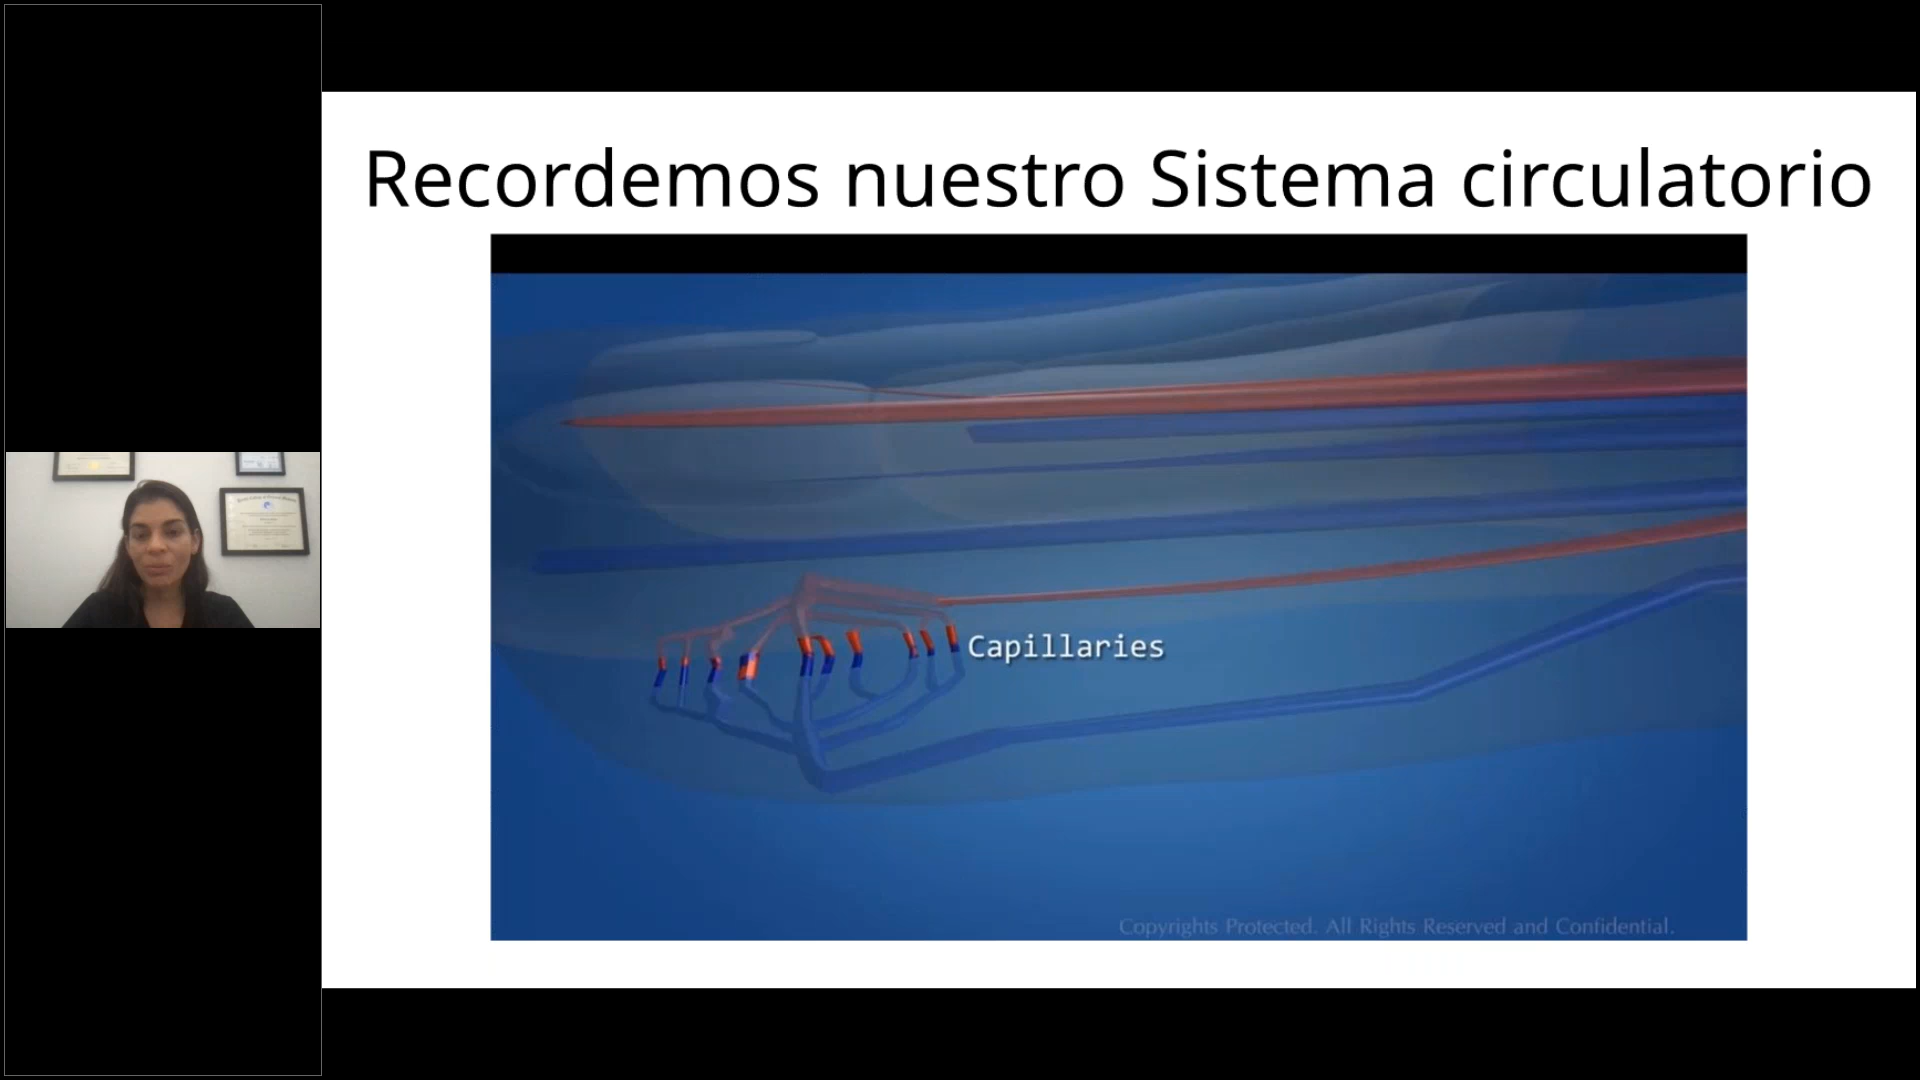 Recordemos nuestro Sistema circulatorio
Capillaries
Copyrights Protected. All Rights Reserved and Confidential.